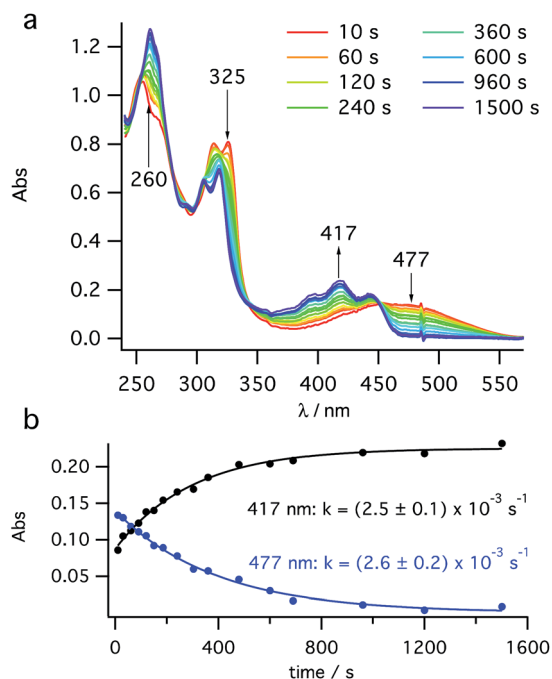 a
1.2
1.0
0.8
0.6
0.4
0.2
0.0
Abs
325
260
417
477
10 s
60 s
120 s
240 s
360 s
600 s
960 s
1500 s
250
300
350
400
450
500
550
λ / nm
b
0.20
0.15
0.10
0.05
Abs
417 nm: k = (2.5 ± 0.1) x 10⁻³ s⁻¹
477 nm: k = (2.6 ± 0.2) x 10⁻³ s⁻¹
0
400
800
1200
1600
time / s